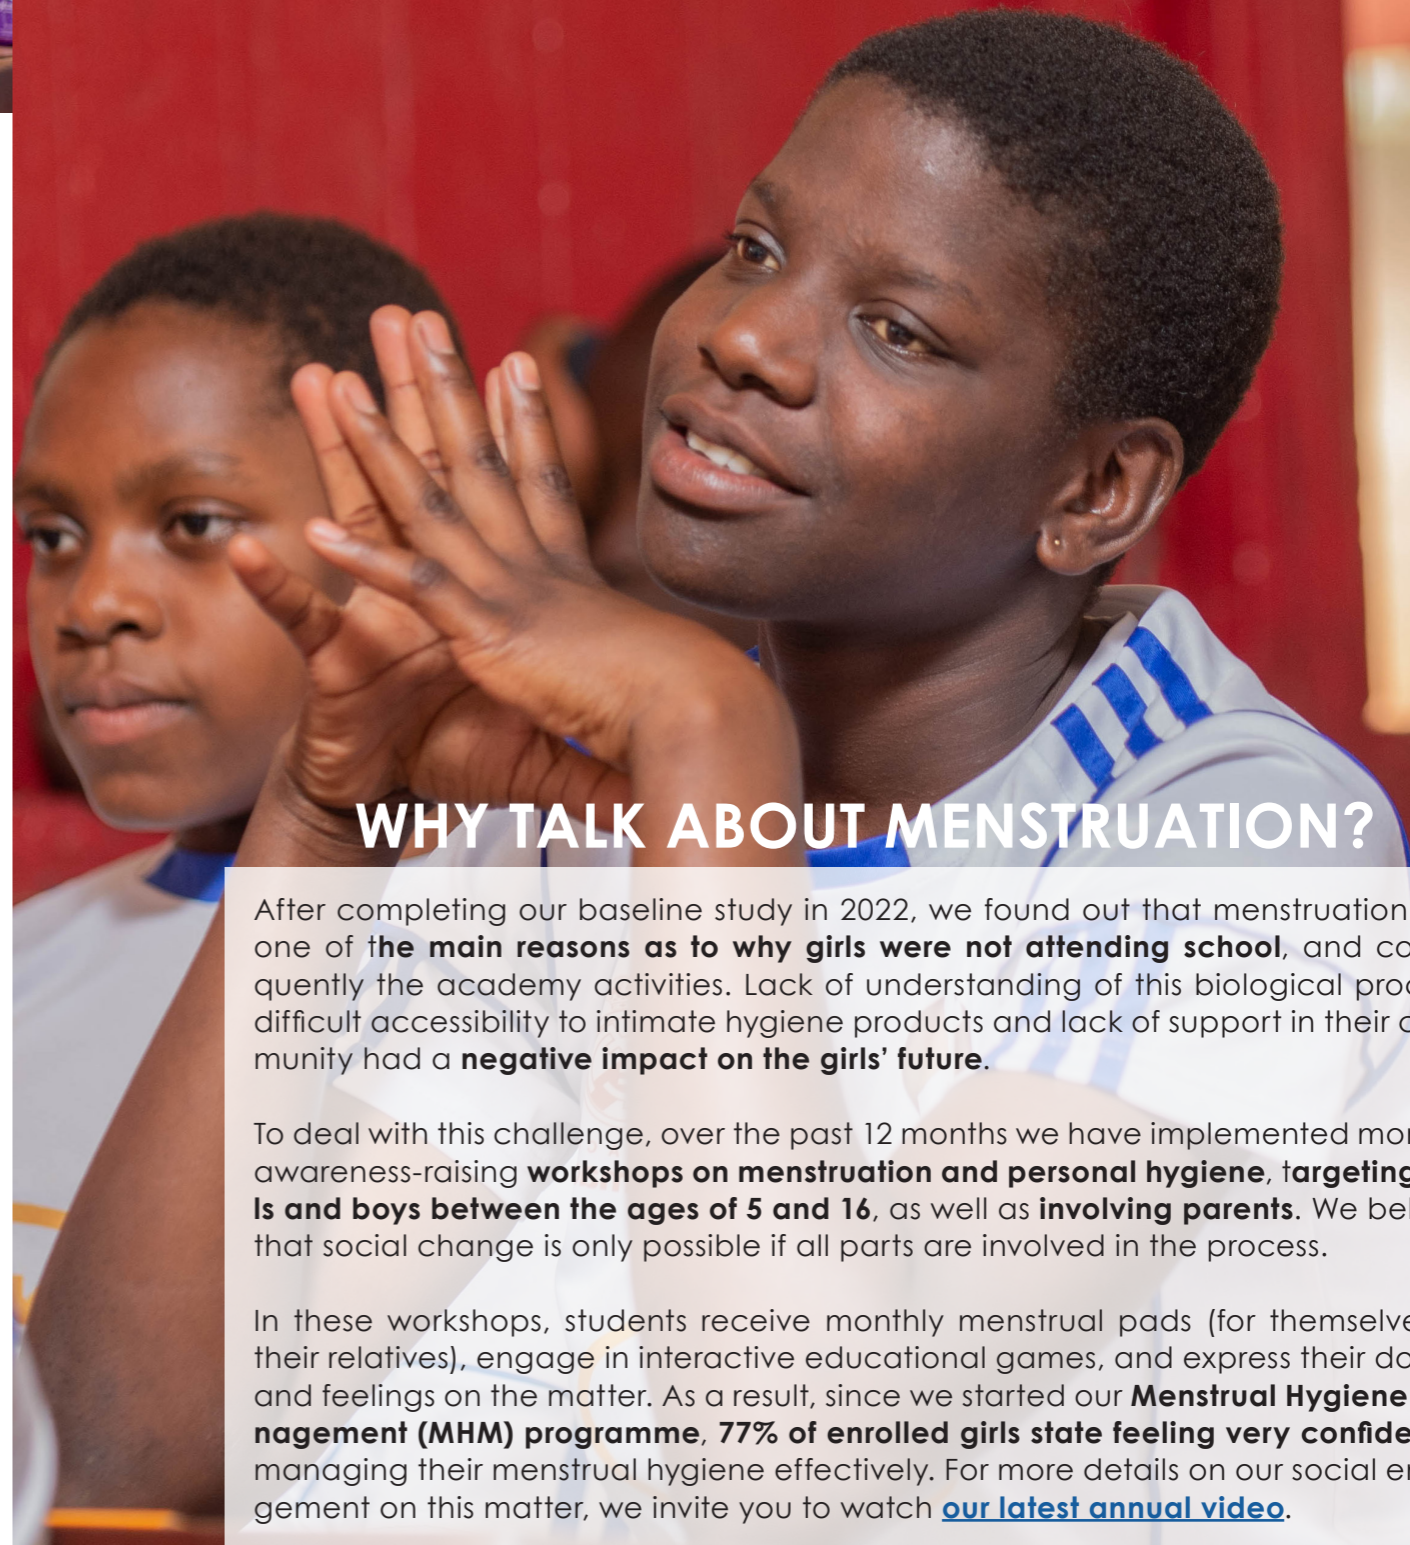 WHY TALK ABOUT MENSTRUATION?
After completing our baseline study in 2022, we found out that menstruation
one of the main reasons as to why girls were not attending school, and co
quently the academy activities. Lack of understanding of this biological proc
difficult accessibility to intimate hygiene products and lack of support in their c
munity had a negative impact on the girls’ future.
To deal with this challenge, over the past 12 months we have implemented mor
awareness-raising workshops on menstruation and personal hygiene, targeting
ls and boys between the ages of 5 and 16, as well as involving parents. We bel
that social change is only possible if all parts are involved in the process.
In these workshops, students receive monthly menstrual pads (for themselve
their relatives), engage in interactive educational games, and express their do
and feelings on the matter. As a result, since we started our Menstrual Hygiene
nagement (MHM) programme, 77% of enrolled girls state feeling very confide
managing their menstrual hygiene effectively. For more details on our social en
gement on this matter, we invite you to watch our latest annual video.